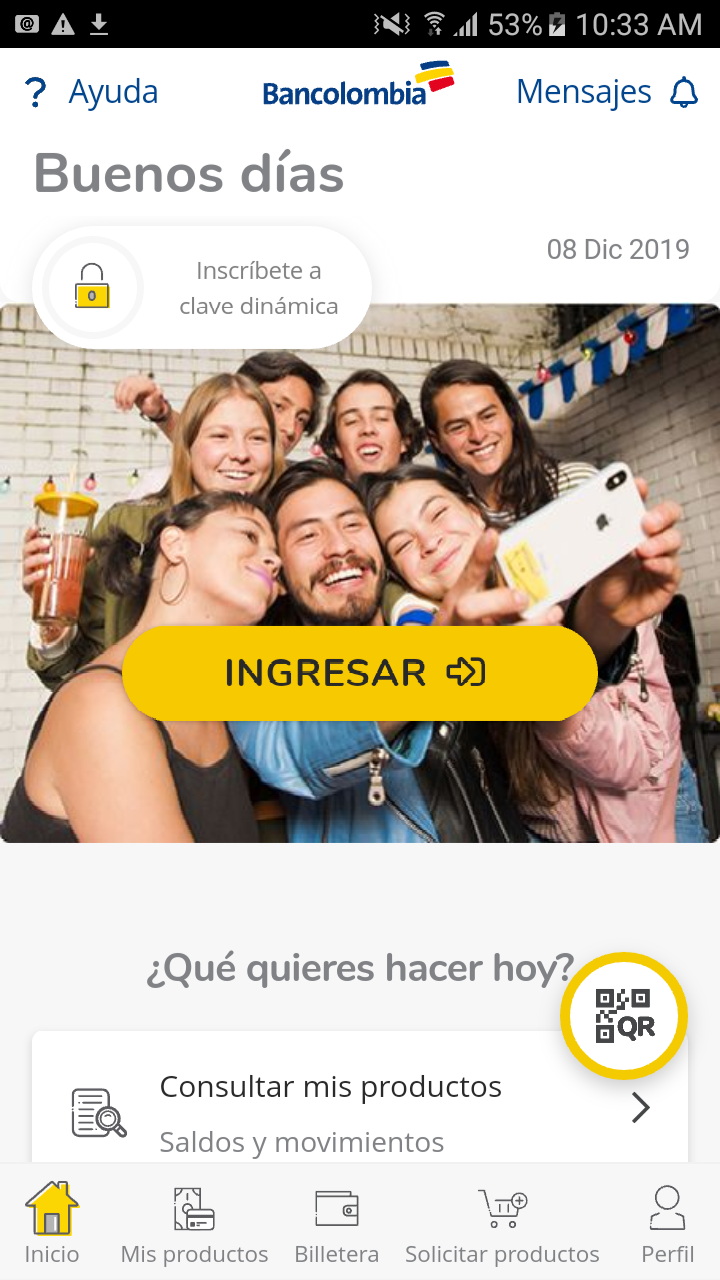 53% 10:33 AM
? Ayuda
Bancolombia
Mensajes
Buenos días
08 Dic 2019
Inscríbete a
clave dinámica
INGRESAR
¿Qué quieres hacer hoy?
QR
Consultar mis productos
Saldos y movimientos
Inicio
Mis productos
Billetera
Solicitar productos
Perfil